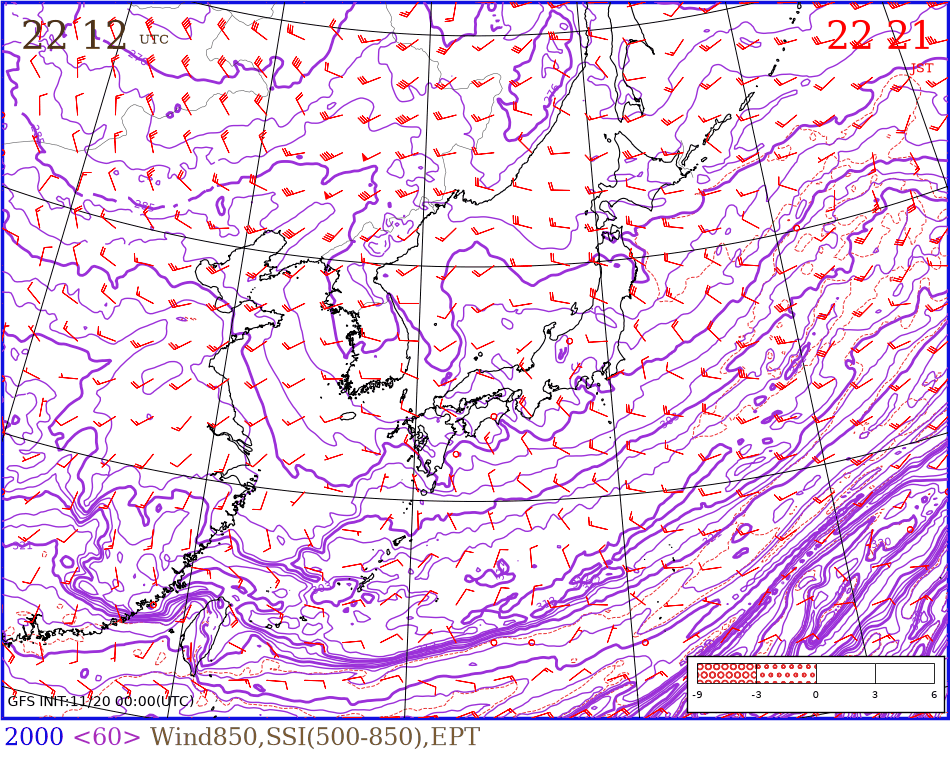 22 12 UTC
22 21
JST
GFS INIT:11/20 00:00(UTC)
-9 -3 0 3 6
2000 <60> Wind850,SSI(500-850),EPT